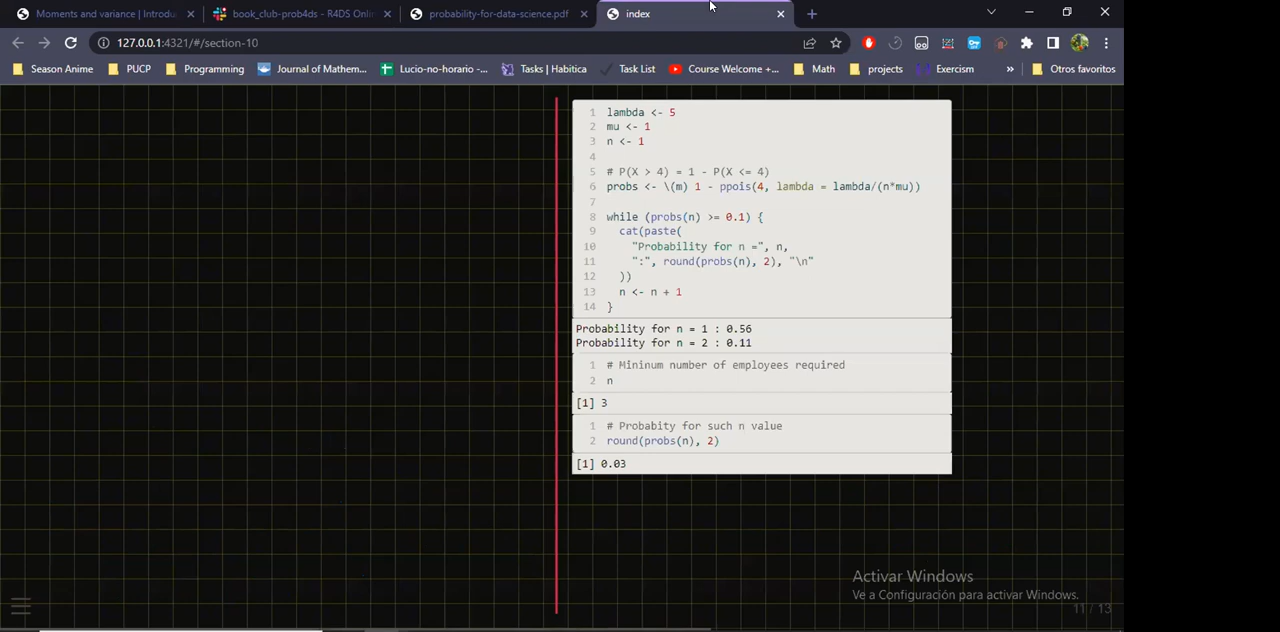 Moments and variance | Introdu
book_club-prob4ds - R4DS Onlin
probability-for-data-science.pdf
index
127.0.0.1:4321/#/section-10
Season Anime
PUCP
Programming
Journal of Mathem...
Lucio-no-horario -...
Tasks | Habitica
Task List
Course Welcome +...
Math
projects
Exercism
»
Otros favoritos
1 lambda <- 5
2 mu <- 1
3 n <- 1
4
5 # P(X > 4) = 1 - P(X <= 4)
6 probs <- \(m) 1 - ppois(4, lambda = lambda/(n*mu))
7
8 while (probs(n) >= 0.1) {
9 cat(paste(
10 "Probability for n =", n,
11 ":", round(probs(n), 2), "\n"
12 ))
13 n <- n + 1
14 }
Probability for n = 1 : 0.56
Probability for n = 2 : 0.11
1 # Mininum number of employees required
2 n
[1] 3
1 # Probabity for such n value
2 round(probs(n), 2)
[1] 0.03
Activar Windows
Ve a Configuración para activar Windows.
11 / 13